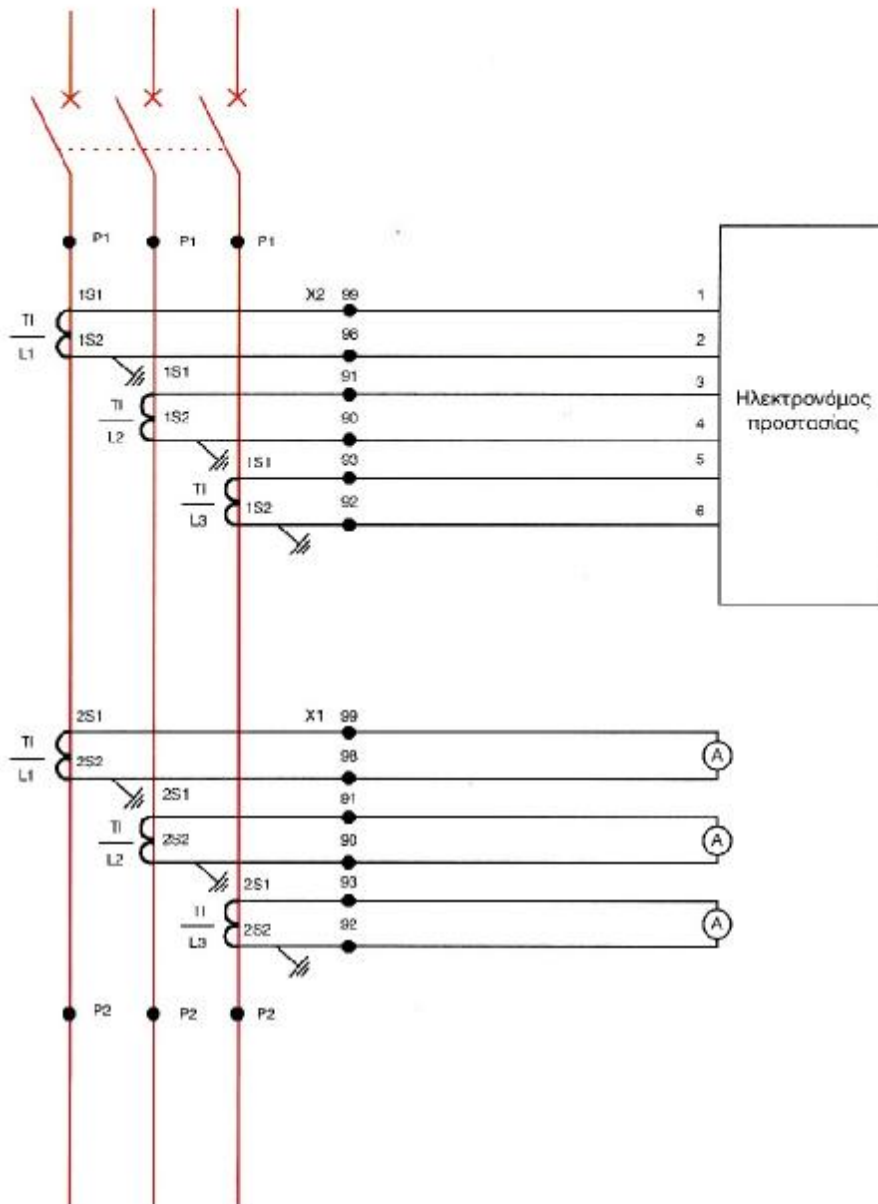 P1 P1 P1
1S1 X2 99 1
TI
L1
1S2 98 2
1S1 91 3
TI
L2
1S2 90 4
Ηλεκτρονόμος
προστασίας
1S1 93 5
TI
L3
1S2 92 6
2S1 X1 99
TI
L1
2S2 98 A
2S1 91
TI
L2
2S2 90 A
2S1 93
TI
L3
2S2 92 A
P2 P2 P2